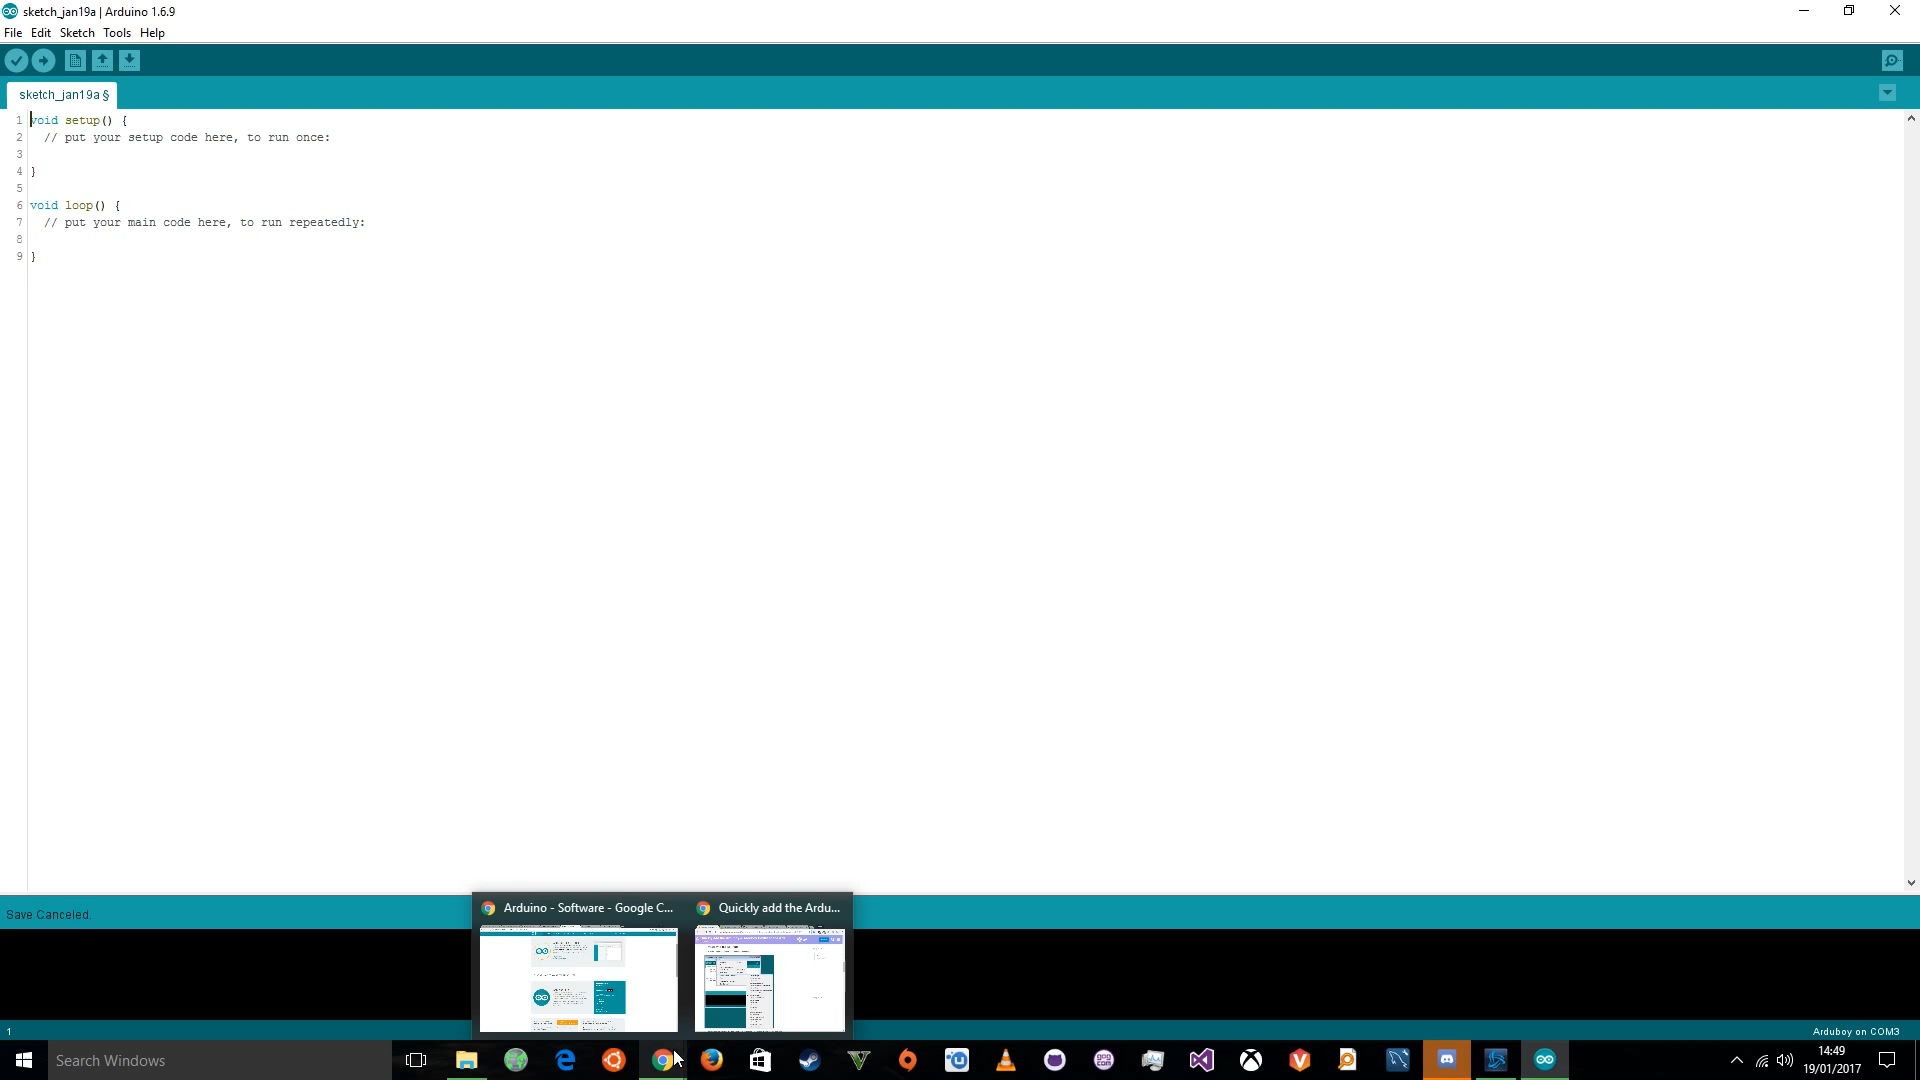 sketch_jan19a | Arduino 1.6.9
File Edit Sketch Tools Help
sketch_jan19a §
1 void setup() {
2 // put your setup code here, to run once:
3
4 }
5
6 void loop() {
7 // put your main code here, to run repeatedly:
8
9 }
Save Canceled.
Arduino - Software - Google C...
Quickly add the Ardu...
1
Arduboy on COM3
Search Windows
14:49
19/01/2017